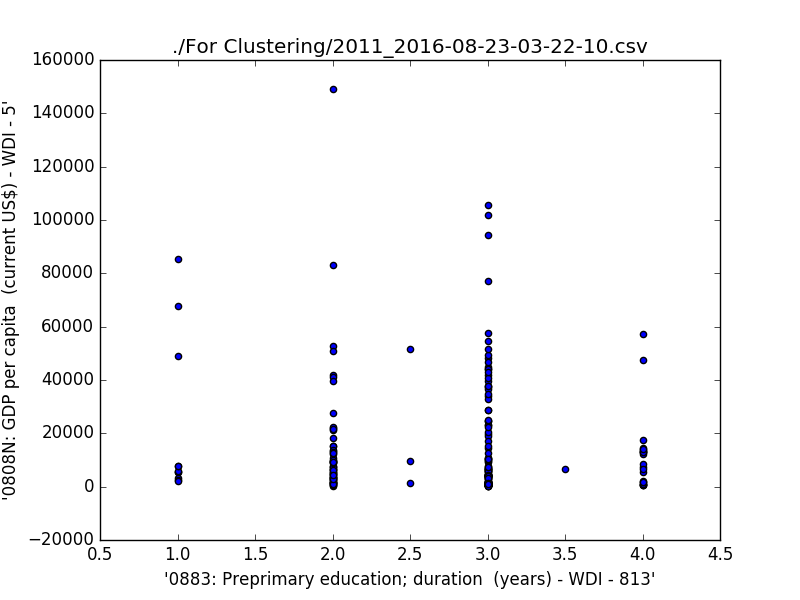 ./For Clustering/2011_2016-08-23-03-22-10.csv
'0808N: GDP per capita  (current US$) - WDI - 5'
160000
140000
120000
100000
80000
60000
40000
20000
0
−20000
0.5 1.0 1.5 2.0 2.5 3.0 3.5 4.0 4.5
'0883: Preprimary education; duration  (years) - WDI - 813'